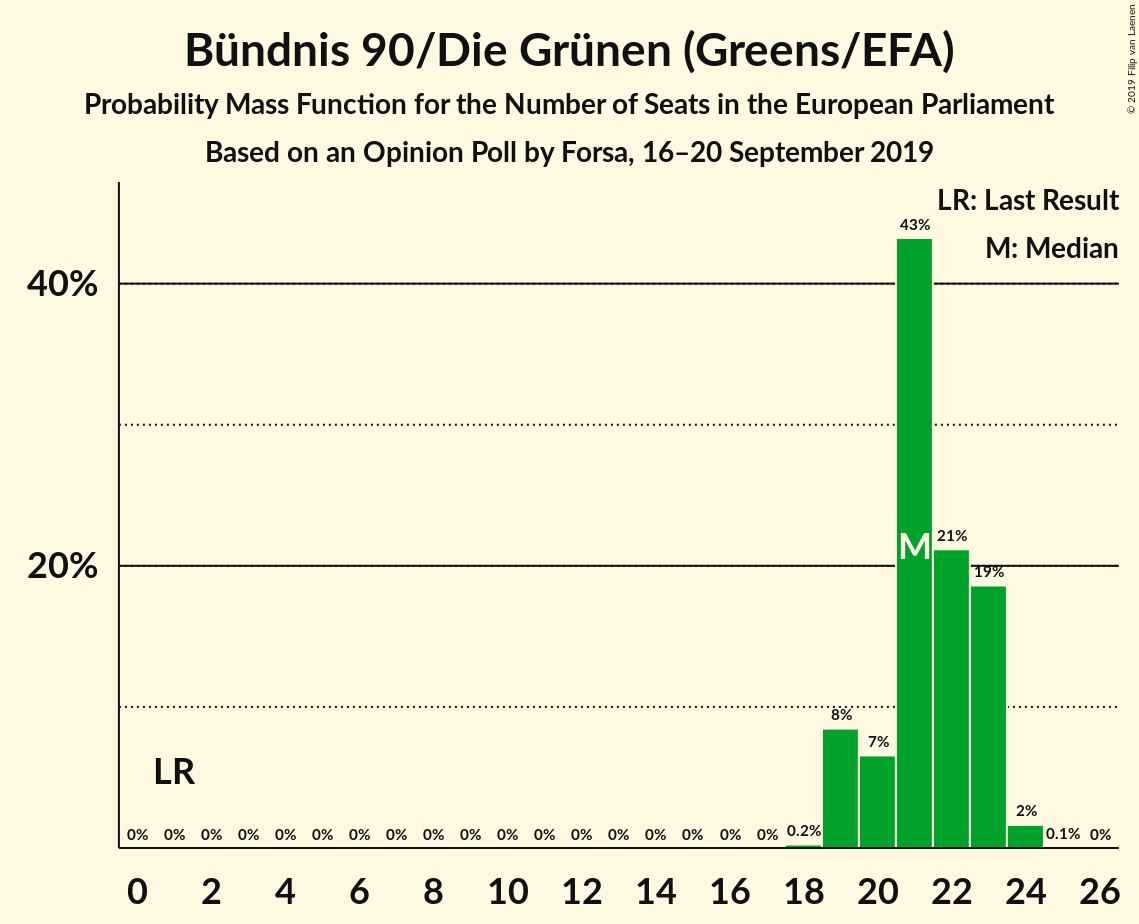 Bündnis 90/Die Grünen (Greens/EFA)
Probability Mass Function for the Number of Seats in the European Parliament
Based on an Opinion Poll by Forsa, 16–20 September 2019
© 2019 Filip van Laenen
LR: Last Result
M: Median
43%
40%
M
21%
20%
19%
8%
7%
LR
2%
0% 0% 0% 0% 0% 0% 0% 0% 0% 0% 0% 0% 0% 0% 0% 0% 0% 0% 0.2% 0.1% 0%
0 2 4 6 8 10 12 14 16 18 20 22 24 26